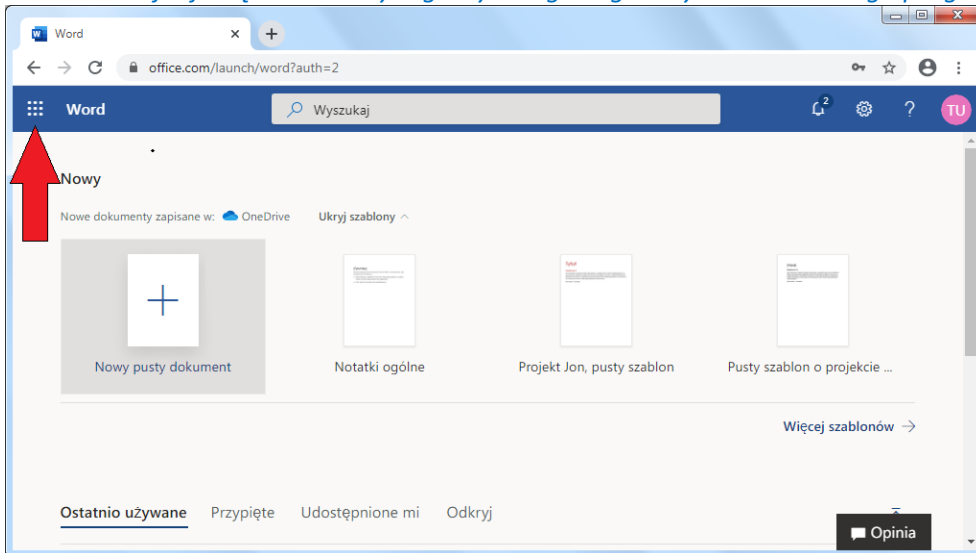 Word
office.com/launch/word?auth=2
Word Wyszukaj 2 ? TU
Nowy
Nowe dokumenty zapisane w: OneDrive Ukryj szablony
Nowy pusty dokument Notatki ogólne Projekt Jon, pusty szablon Pusty szablon o projekcie ...
Więcej szablonów →
Ostatnio używane Przypięte Udostępnione mi Odkryj
Opinia